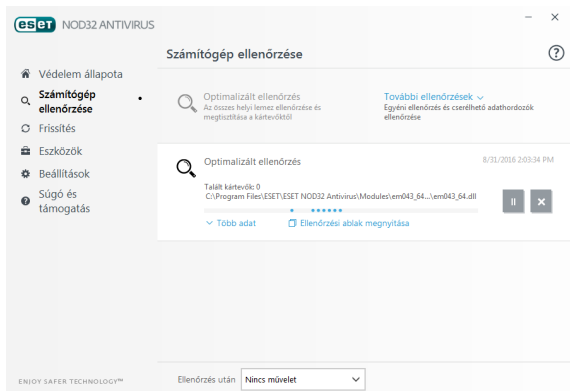 eset NOD32 ANTIVIRUS
Védelem állapota
Számítógép
ellenőrzése
Frissítés
Eszközök
Beállítások
Súgó és
támogatás
ENJOY SAFER TECHNOLOGY™
Számítógép ellenőrzése
?
Optimalizált ellenőrzés
Az összes helyi lemez ellenőrzése és
megtisztítása a kártevőktől
További ellenőrzések
Egyéni ellenőrzés és cserélhető adathordozók
ellenőrzése
Optimalizált ellenőrzés
8/31/2016 2:03:34 PM
Talált kártevők: 0
C:\Program Files\ESET\ESET NOD32 Antivirus\Modules\em043_64...\em043_64.dll
Több adat
Ellenőrzési ablak megnyitása
Ellenőrzés után Nincs művelet